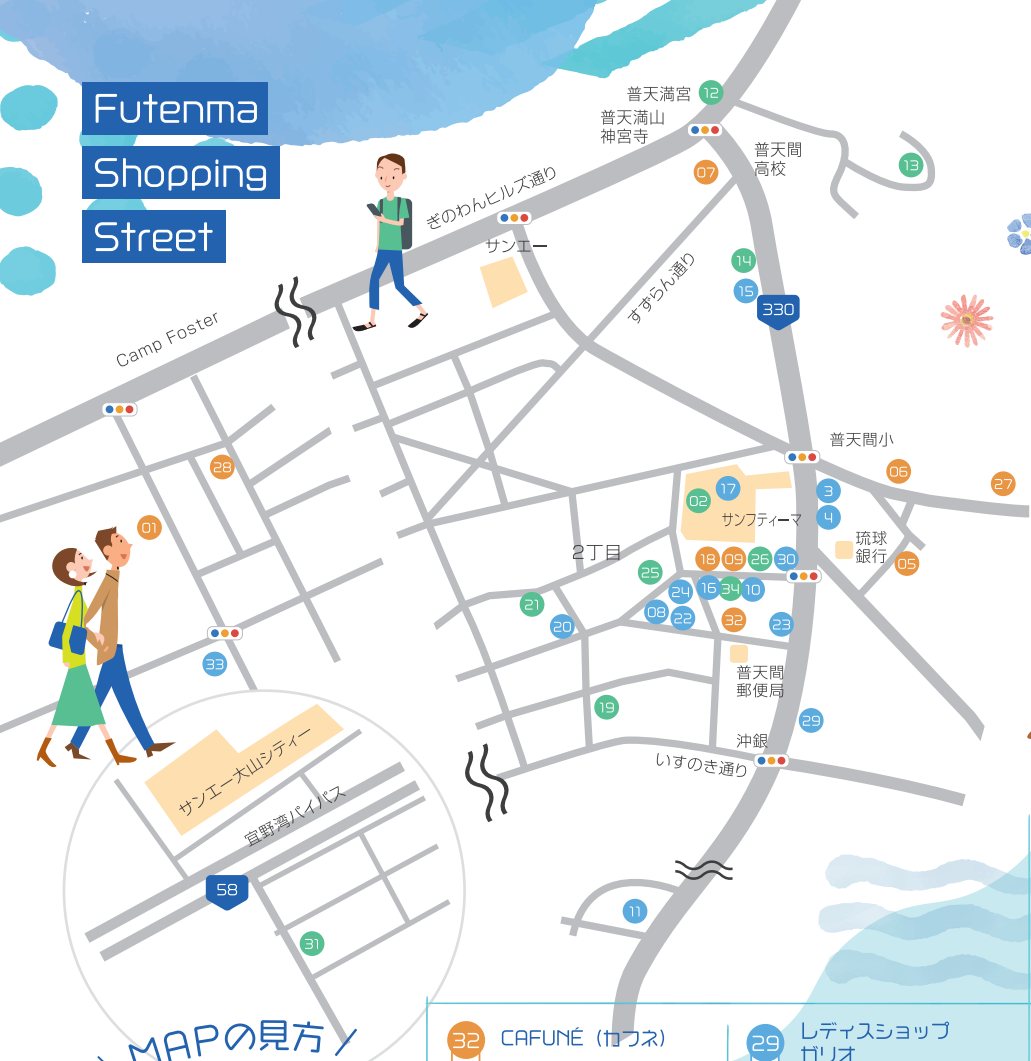 Futenma
Shopping
Street
普天満宮
12
普天満山
神宮寺
普天間
高校
07
13
ぎのわんヒルズ通り
サンエー
すずらん通り
14
15
330
Camp Foster
普天間小
28
06
27
02
17
3
サンフティーマ
4
01
琉球
銀行
2丁目
18
09
26
30
05
25
24
16
34
10
21
08
22
32
23
20
33
普天間
郵便局
19
29
沖銀
いすのき通り
サンエー大山シティー
宜野湾バイパス
58
11
31
MAPの見方
32
CAFUNÉ（カフネ）
29
レディスショップ
ガリオ